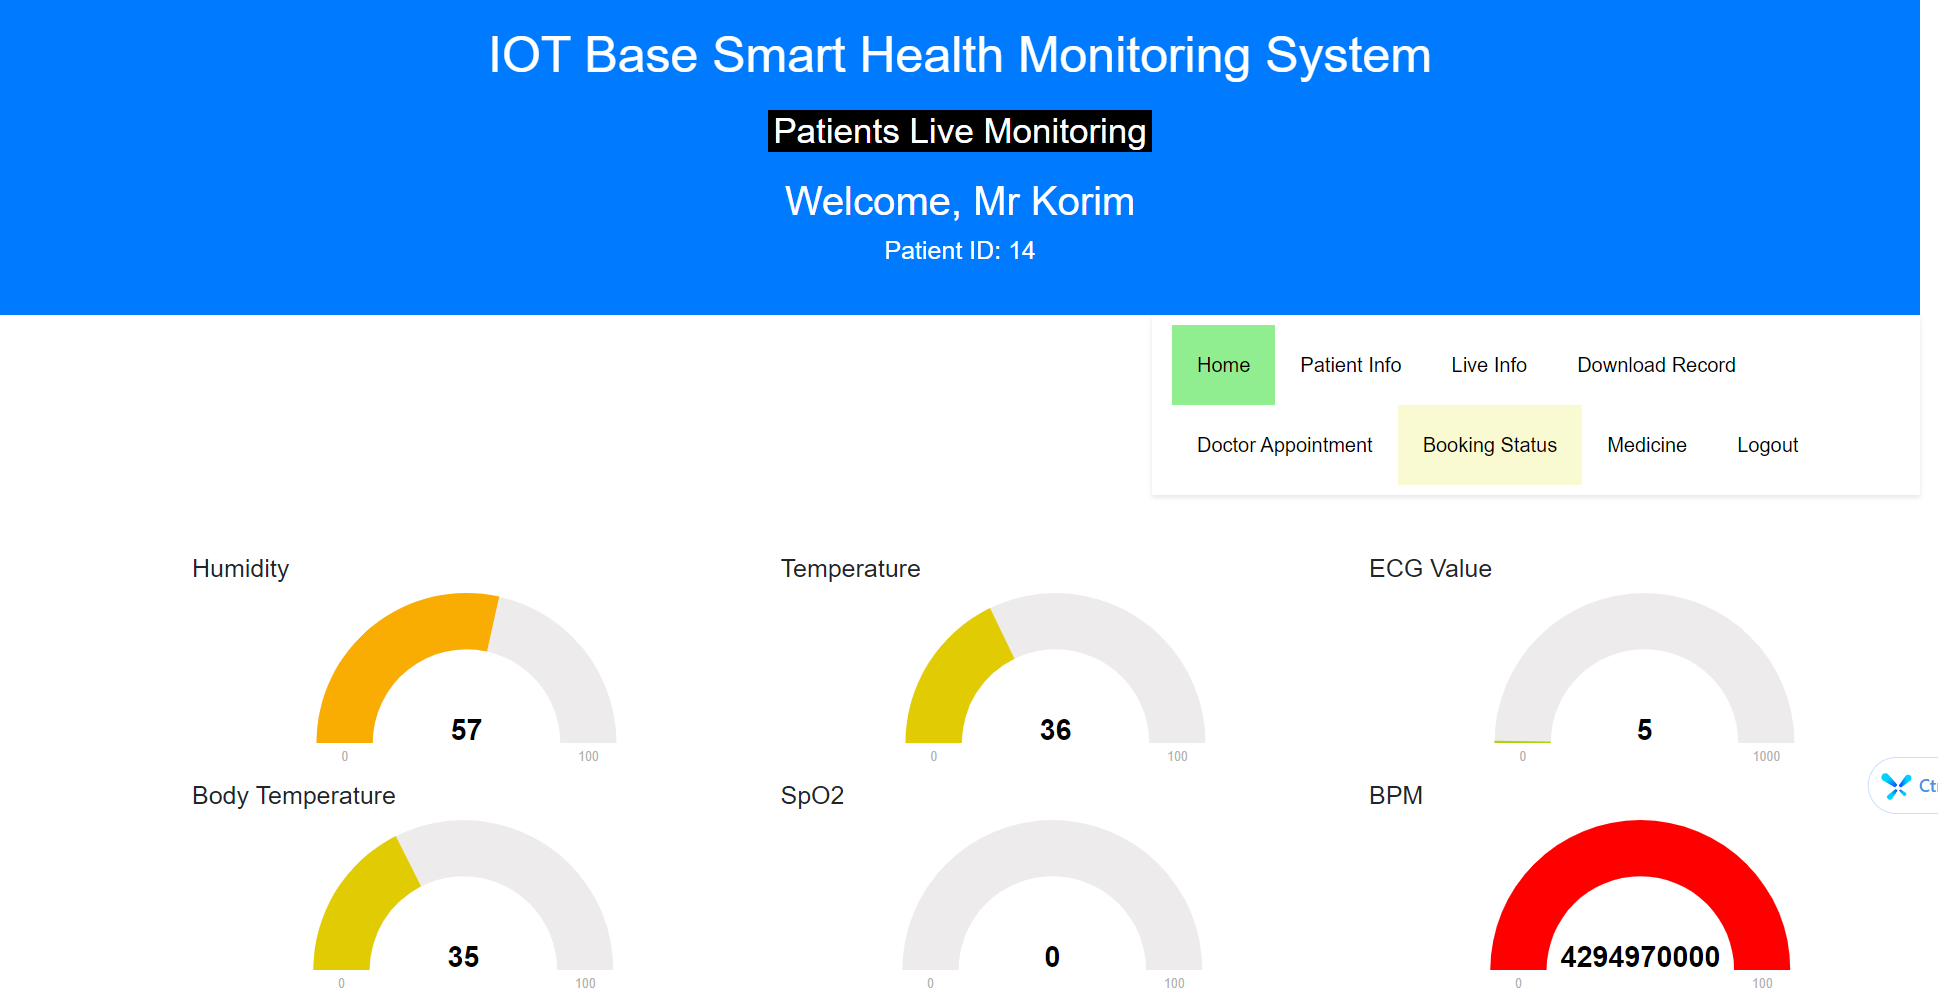 IOT Base Smart Health Monitoring System
Patients Live Monitoring
Welcome, Mr Korim
Patient ID: 14
Home Patient Info Live Info Download Record
Doctor Appointment Booking Status Medicine Logout
Humidity Temperature ECG Value
57 36 5
0 100 0 100 0 1000
Body Temperature SpO2 BPM
35 0 4294970000
0 100 0 100 0 100